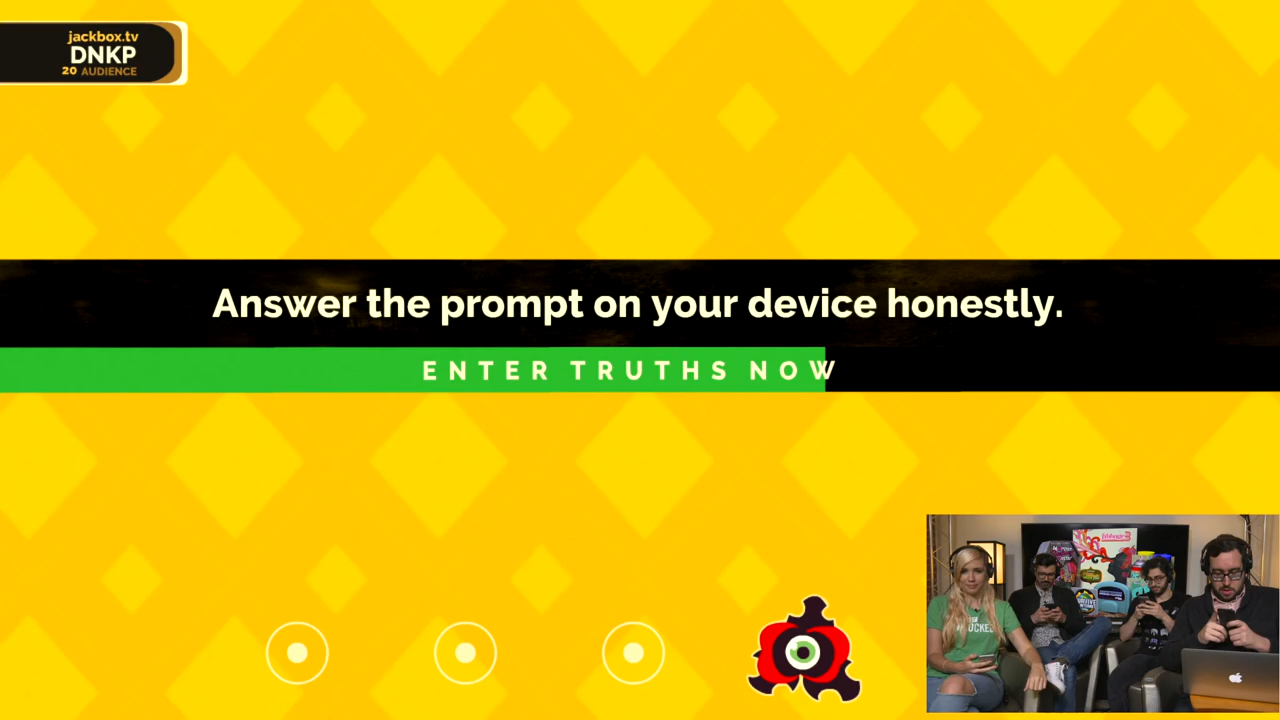 jackbox.tv
DNKP
20 AUDIENCE
Answer the prompt on your device honestly.
ENTER TRUTHS NOW